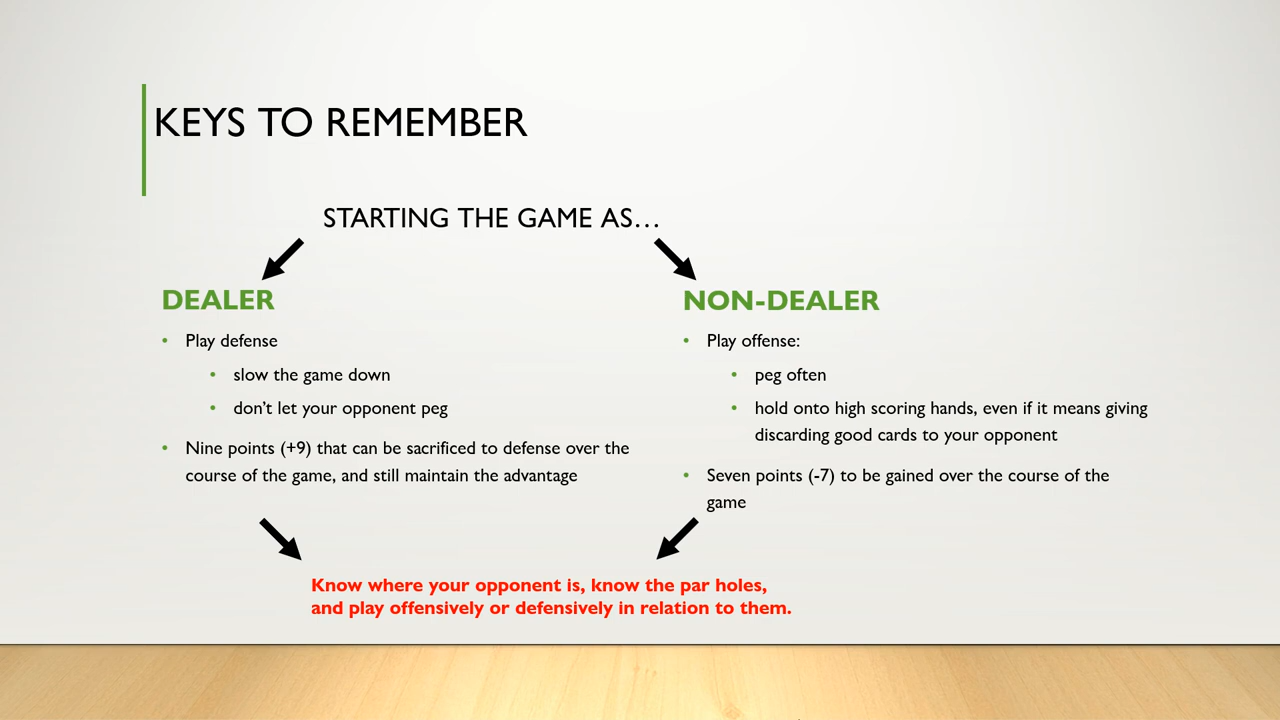 KEYS TO REMEMBER
STARTING THE GAME AS…
DEALER
• Play defense
• slow the game down
• don’t let your opponent peg
• Nine points (+9) that can be sacrificed to defense over the
course of the game, and still maintain the advantage
NON-DEALER
• Play offense:
• peg often
• hold onto high scoring hands, even if it means giving
discarding good cards to your opponent
• Seven points (-7) to be gained over the course of the
game
Know where your opponent is, know the par holes,
and play offensively or defensively in relation to them.